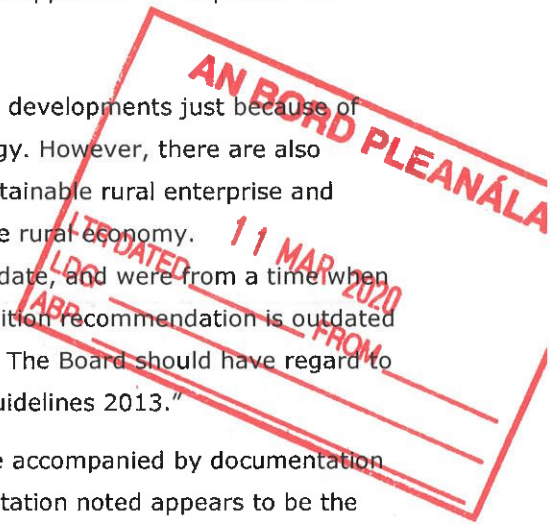 AN BORD PLEANÁLA
developments just because of
gy. However, there are also
tainable rural enterprise and
e rural economy.
LTR DATED FROM
11 MAR 2020
LDG-
ABP-
date, and were from a time when
ition recommendation is outdated
The Board should have regard to
uidelines 2013."
e accompanied by documentation
tation noted appears to be the